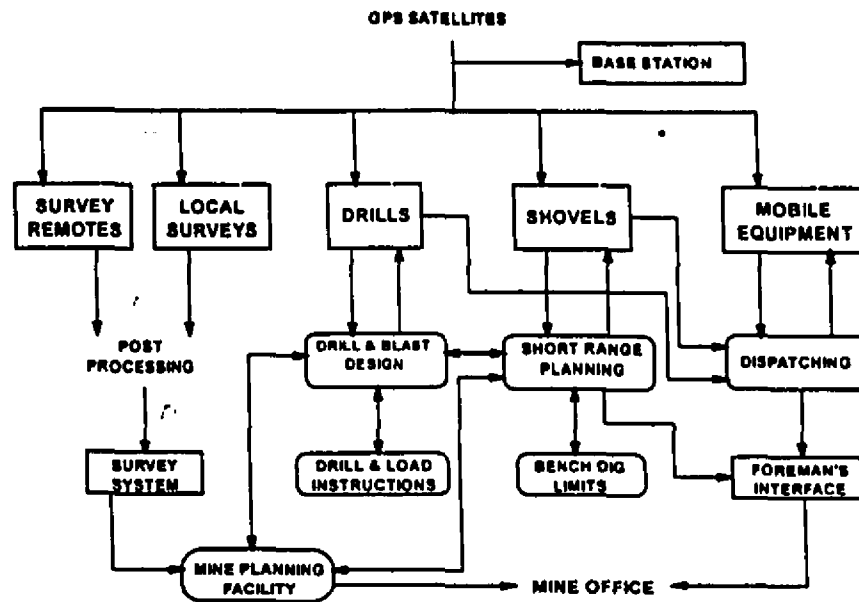 GPS SATELLITES
BASE STATION
SURVEY
REMOTES
LOCAL
SURVEYS
DRILLS
SHOVELS
MOBILE
EQUIPMENT
POST
PROCESSING
DRILL & BLAST
DESIGN
SHORT RANGE
PLANNING
DISPATCHING
SURVEY
SYSTEM
DRILL & LOAD
INSTRUCTIONS
BENCH DIG
LIMITS
FOREMAN'S
INTERFACE
MINE PLANNING
FACILITY
MINE OFFICE